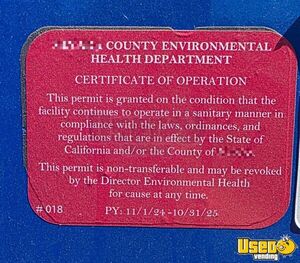 COUNTY ENVIRONMENTAL
HEALTH DEPARTMENT
CERTIFICATE OF OPERATION
This permit is granted on the condition that the
facility continues to operate in a sanitary manner in
compliance with the laws, ordinances, and
regulations that are in effect by the State of
California and/or the County of
This permit is non-transferable and may be revoked
by the Director Environmental Health
for cause at any time.
# 018
PY: 11/1/24 -10/31/25
Used
vending